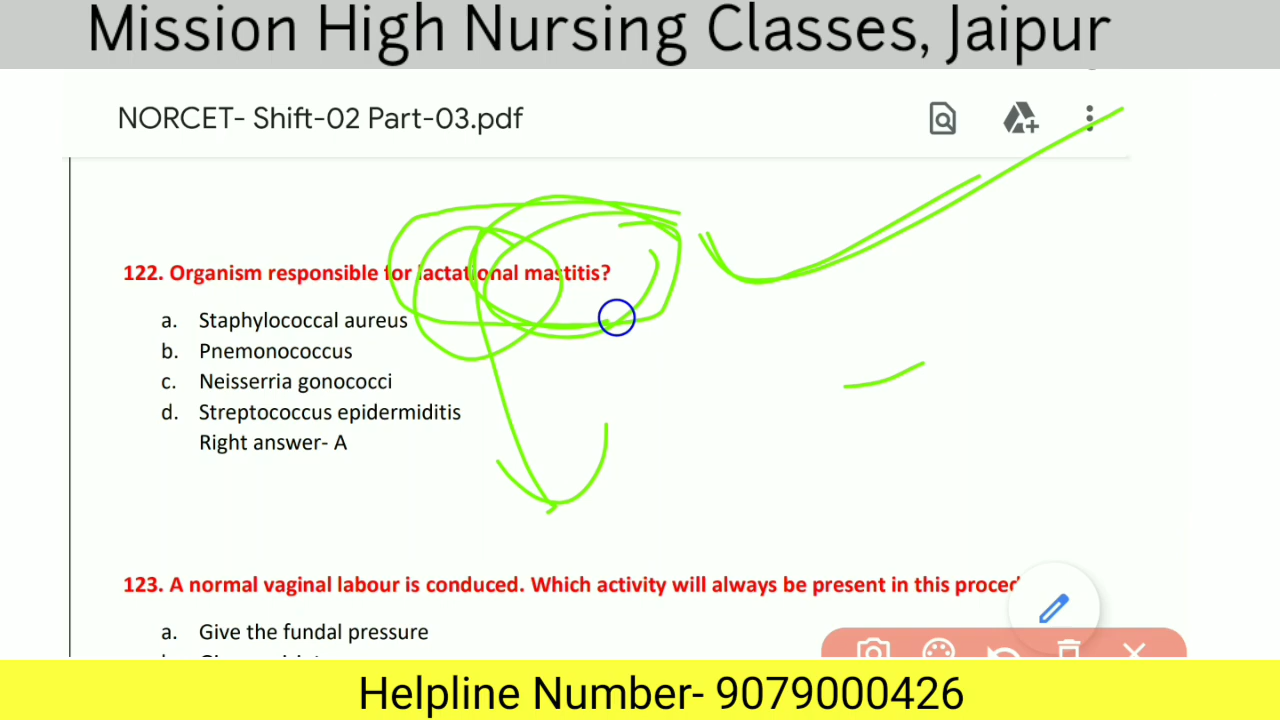 Mission High Nursing Classes, Jaipur
NORCET- Shift-02 Part-03.pdf
122. Organism responsible for lactational mastitis?
a. Staphylococcal aureus
b. Pnemonococcus
c. Neisserria gonococci
d. Streptococcus epidermiditis
Right answer- A
123. A normal vaginal labour is conduced. Which activity will always be present in this
a. Give the fundal pressure
Helpline Number- 9079000426